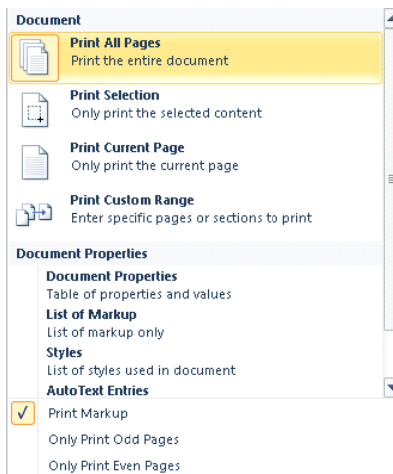 Document
Print All Pages
Print the entire document
Print Selection
Only print the selected content
Print Current Page
Only print the current page
Print Custom Range
Enter specific pages or sections to print
Document Properties
Document Properties
Table of properties and values
List of Markup
List of markup only
Styles
List of styles used in document
AutoText Entries
Print Markup
Only Print Odd Pages
Only Print Even Pages